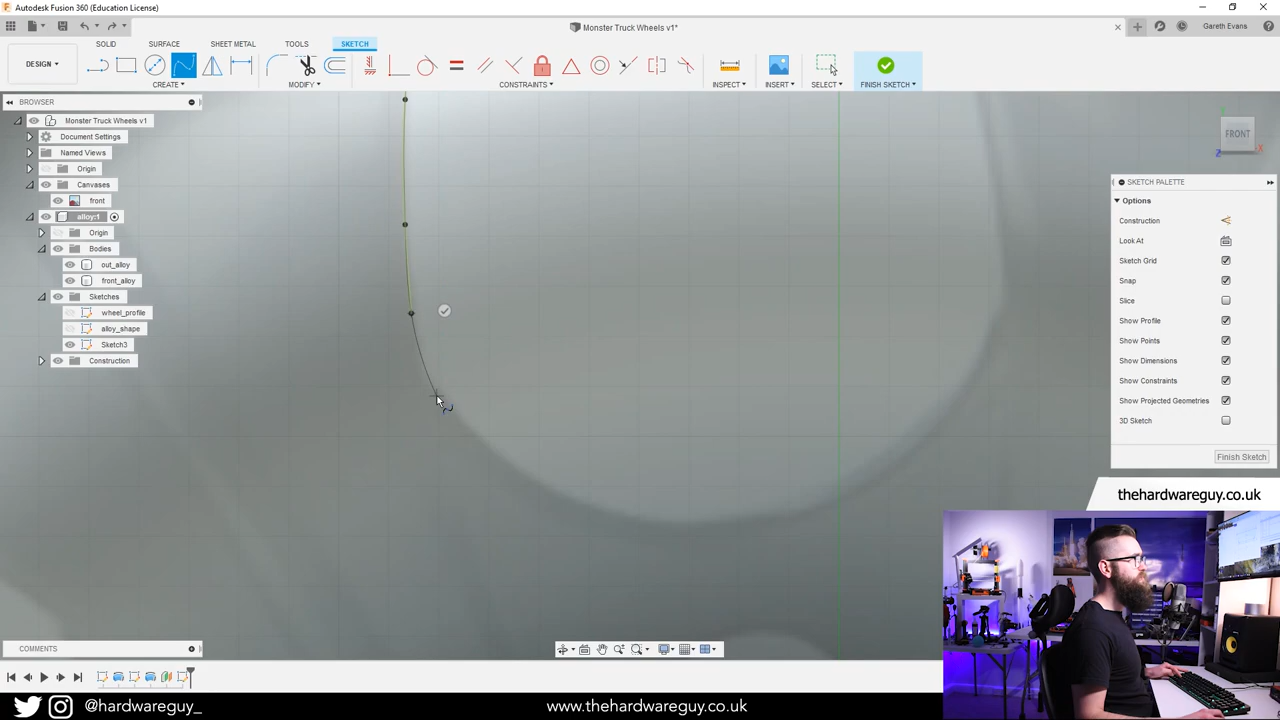 Autodesk Fusion 360 (Education License)
Monster Truck Wheels v1*
Gareth Evans
DESIGN
SOLID
SURFACE
SHEET METAL
TOOLS
SKETCH
CREATE
MODIFY
CONSTRAINTS
INSPECT
INSERT
SELECT
FINISH SKETCH
BROWSER
Monster Truck Wheels v1
Document Settings
Named Views
Origin
Canvases
front
alloy:1
Origin
Bodies
out_alloy
front_alloy
Sketches
wheel_profile
alloy_shape
Sketch3
Construction
FRONT
X
Z
SKETCH PALETTE
Options
Construction
Look At
Sketch Grid
Snap
Slice
Show Profile
Show Points
Show Dimensions
Show Constraints
Show Projected Geometries
3D Sketch
Finish Sketch
thehardwareguy.co.uk
COMMENTS
@hardwareguy_
www.thehardwareguy.co.uk